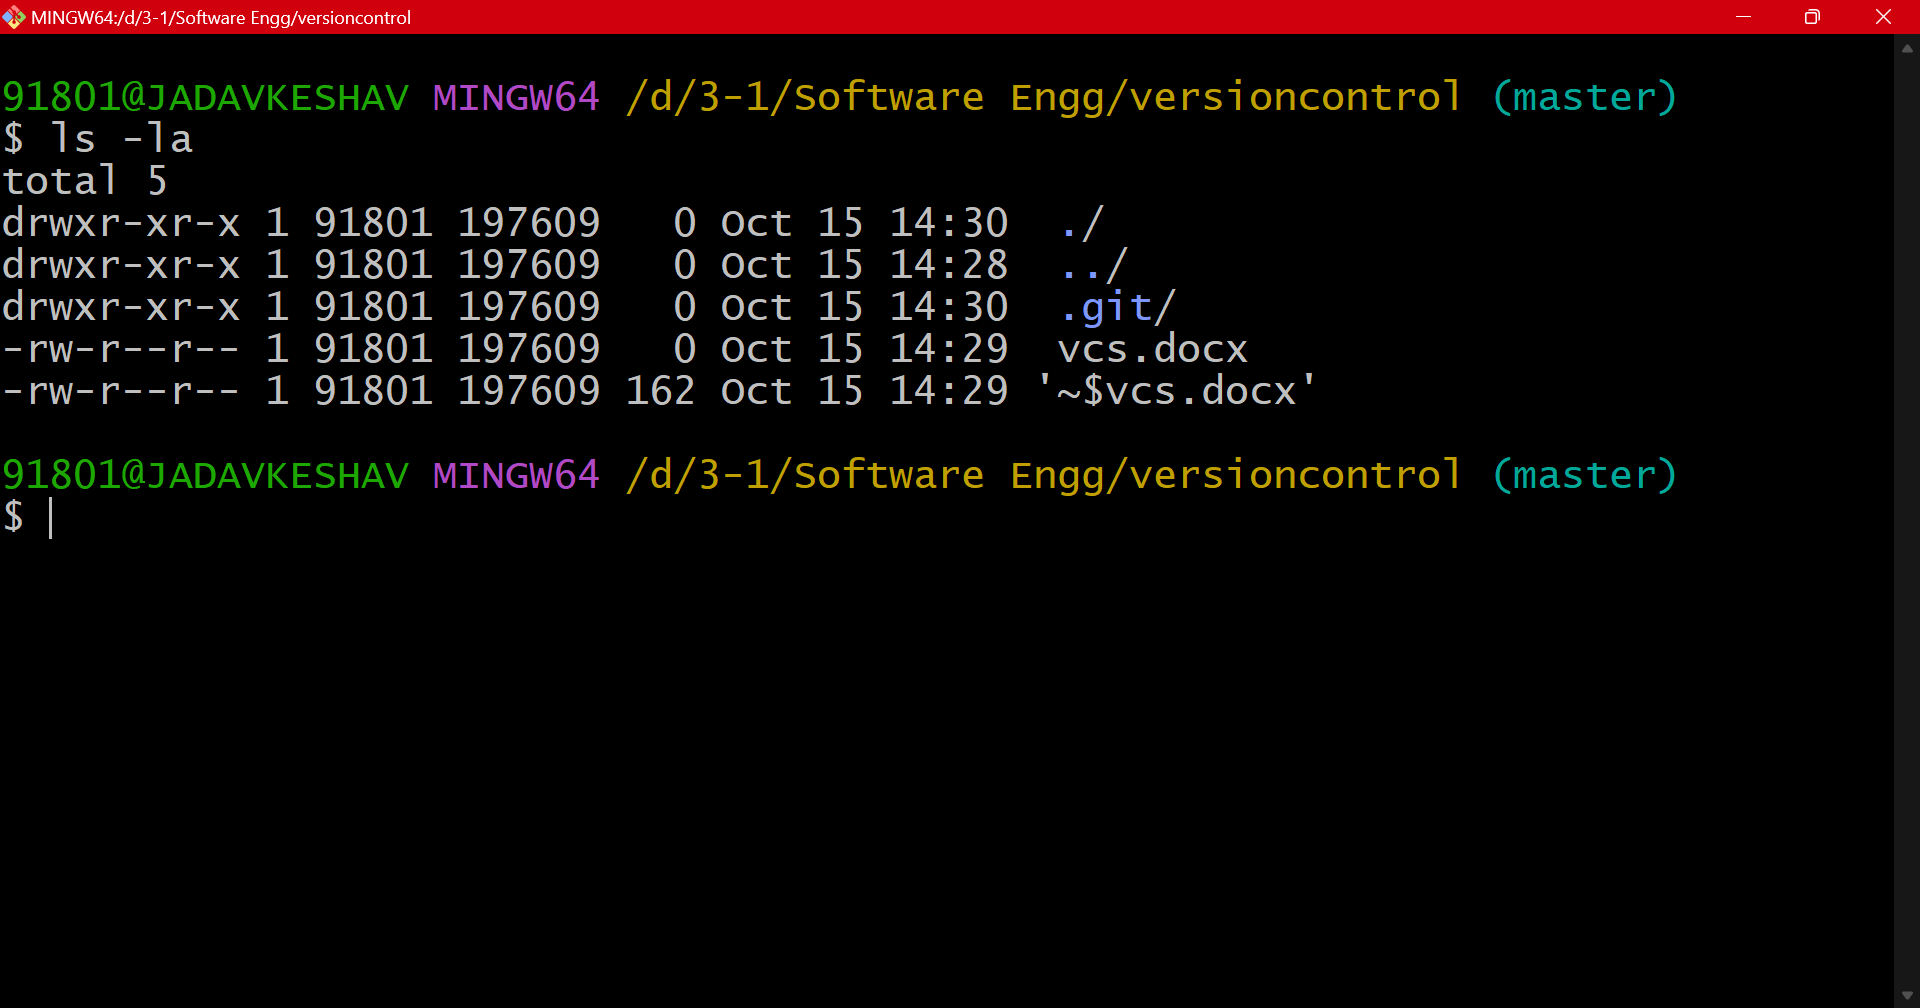 MINGW64:/d/3-1/Software Engg/versioncontrol
91801@JADAVKESHAV MINGW64 /d/3-1/Software Engg/versioncontrol (master)
$ ls -la
total 5
drwxr-xr-x 1 91801 197609   0 Oct 15 14:30  ./
drwxr-xr-x 1 91801 197609   0 Oct 15 14:28  ../
drwxr-xr-x 1 91801 197609   0 Oct 15 14:30  .git/
-rw-r--r-- 1 91801 197609   0 Oct 15 14:29  vcs.docx
-rw-r--r-- 1 91801 197609 162 Oct 15 14:29 '~$vcs.docx'
91801@JADAVKESHAV MINGW64 /d/3-1/Software Engg/versioncontrol (master)
$